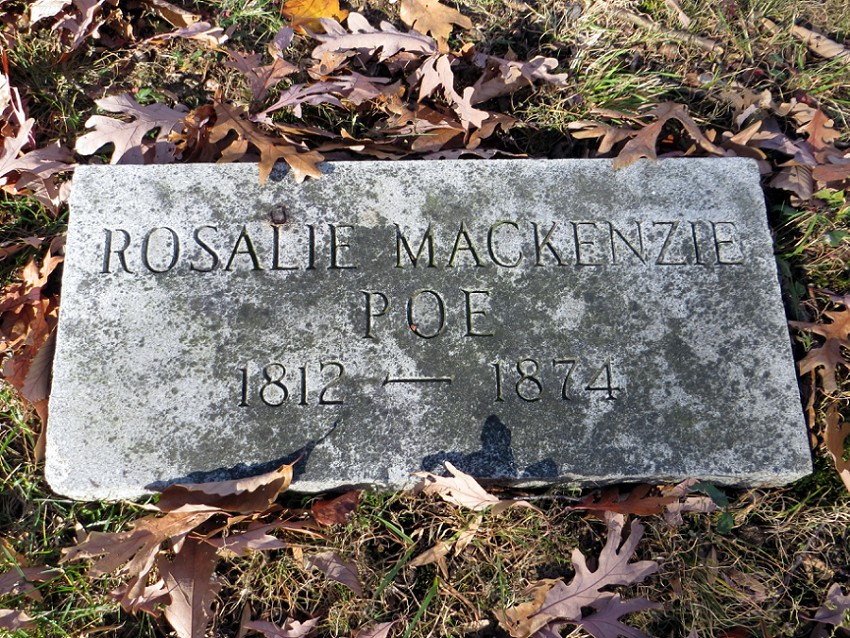 ROSALIE MACKENZIE
POE
1812 — 1874